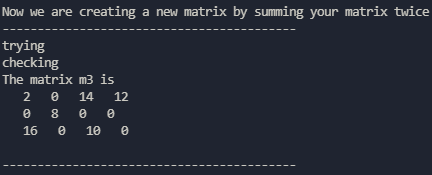 Now we are creating a new matrix by summing your matrix twice
------------------------------------------
trying
checking
The matrix m3 is
   2   0   14   12
   0   8   0   0
   16   0   10   0
------------------------------------------